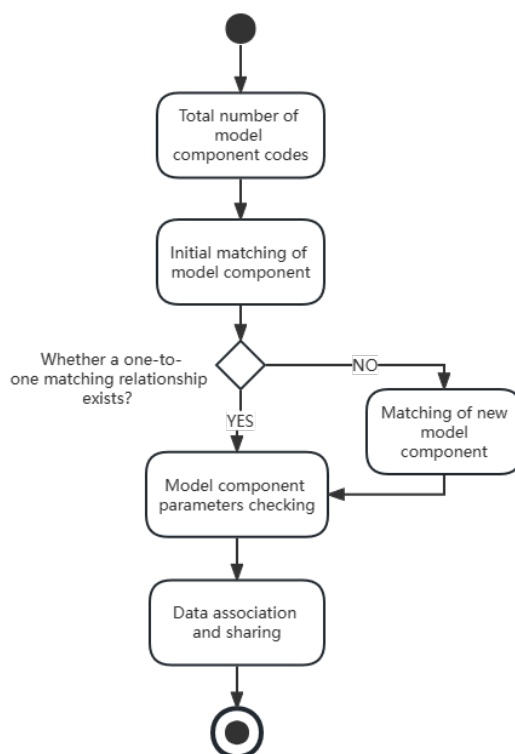 Total number of
model
component codes
Initial matching of
model component
Whether a one-to-
one matching relationship
exists?
NO
YES
Matching of new
model
component
Model component
parameters checking
Data association
and sharing